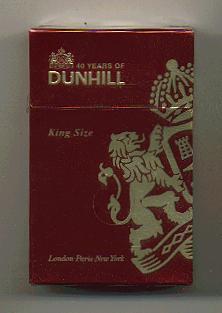 40 YEARS OF
DUNHILL
King Size
London·Paris·New York